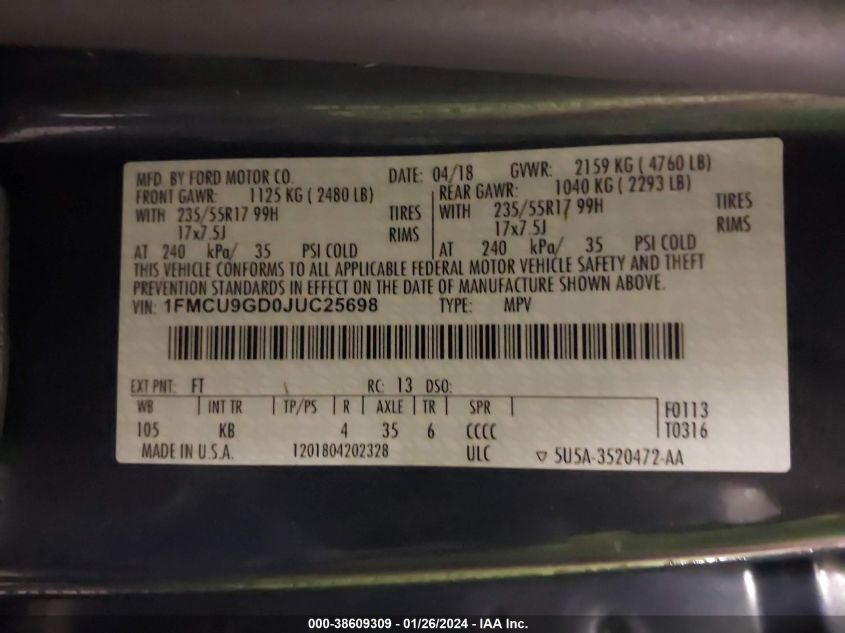 MFD. BY FORD MOTOR CO. DATE: 04/18 GVWR: 2159 KG ( 4760 LB)
FRONT GAWR: 1125 KG ( 2480 LB) REAR GAWR: 1040 KG ( 2293 LB)
WITH 235/55R17 99H TIRES WITH 235/55R17 99H TIRES
17x7.5J RIMS 17x7.5J RIMS
AT 240 kPa/ 35 PSI COLD AT 240 kPa/ 35 PSI COLD
THIS VEHICLE CONFORMS TO ALL APPLICABLE FEDERAL MOTOR VEHICLE SAFETY AND THEFT
PREVENTION STANDARDS IN EFFECT ON THE DATE OF MANUFACTURE SHOWN ABOVE.
VIN: 1FMCU9GD0JUC25698 TYPE: MPV
EXT PNT: FT RC: 13 DSO:
WB INT TR TP/PS R AXLE TR SPR F0113
105 KB 4 35 6 CCCC T0316
MADE IN U.S.A. 1201804202328 ULC ▽ 5U5A-3520472-AA
000-38609309 / 01/26/2024 - IAA Inc.